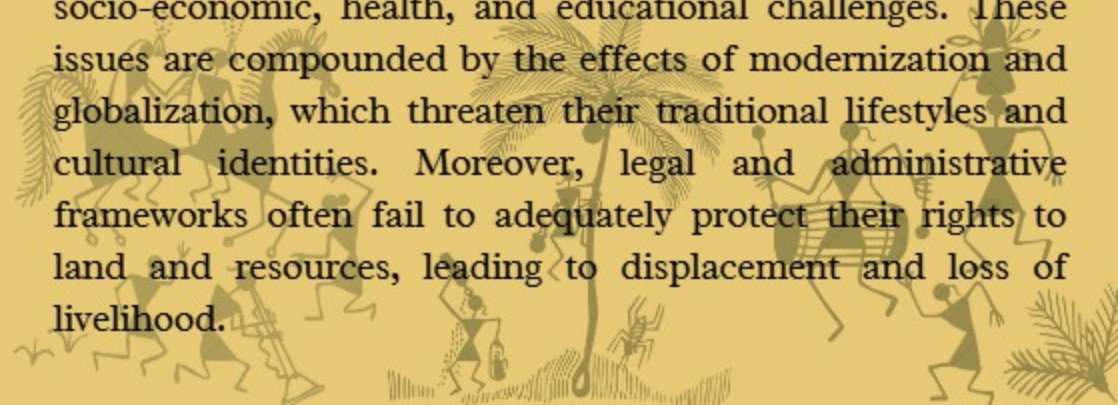 socio-economic, health, and educational challenges. These
issues are compounded by the effects of modernization and
globalization, which threaten their traditional lifestyles and
cultural identities. Moreover, legal and administrative
frameworks often fail to adequately protect their rights to
land and resources, leading to displacement and loss of
livelihood.